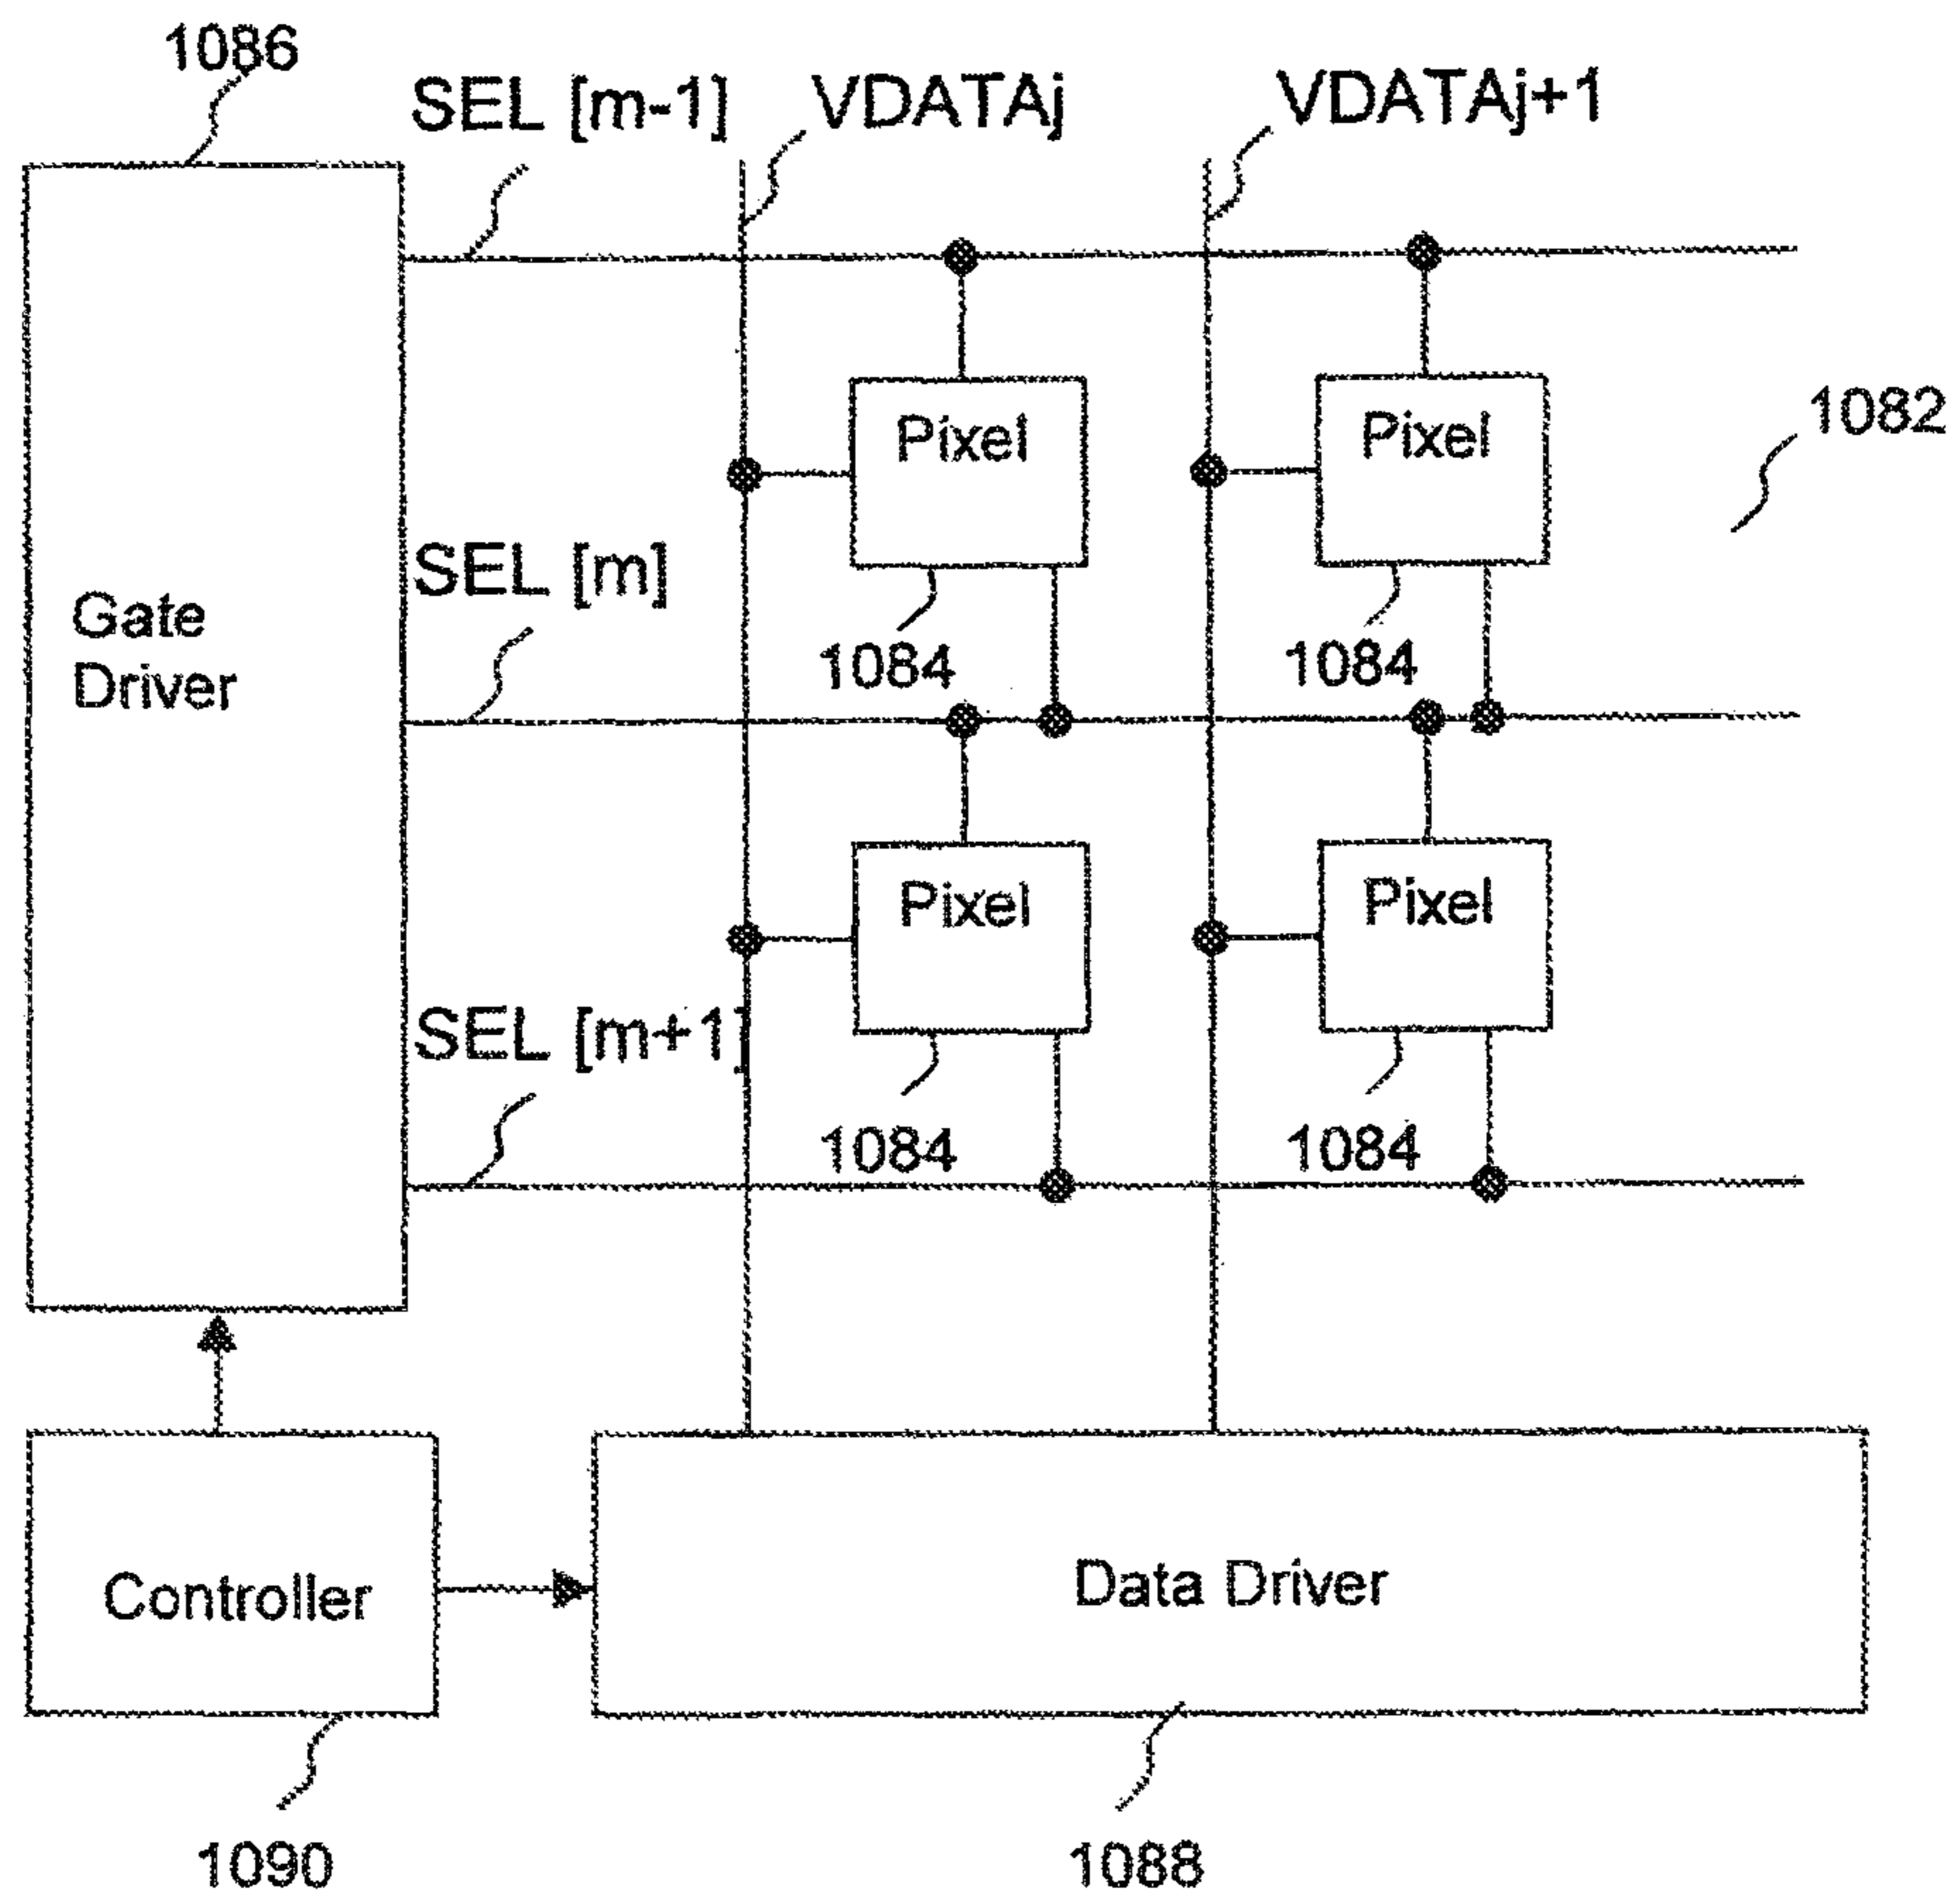 1086
SEL [m-1]
VDATAj
VDATAj+1
Pixel
Pixel
1082
SEL [m]
Gate
Driver
1084
1084
Pixel
Pixel
SEL [m+1]
1084
1084
Controller
Data Driver
1090
1088